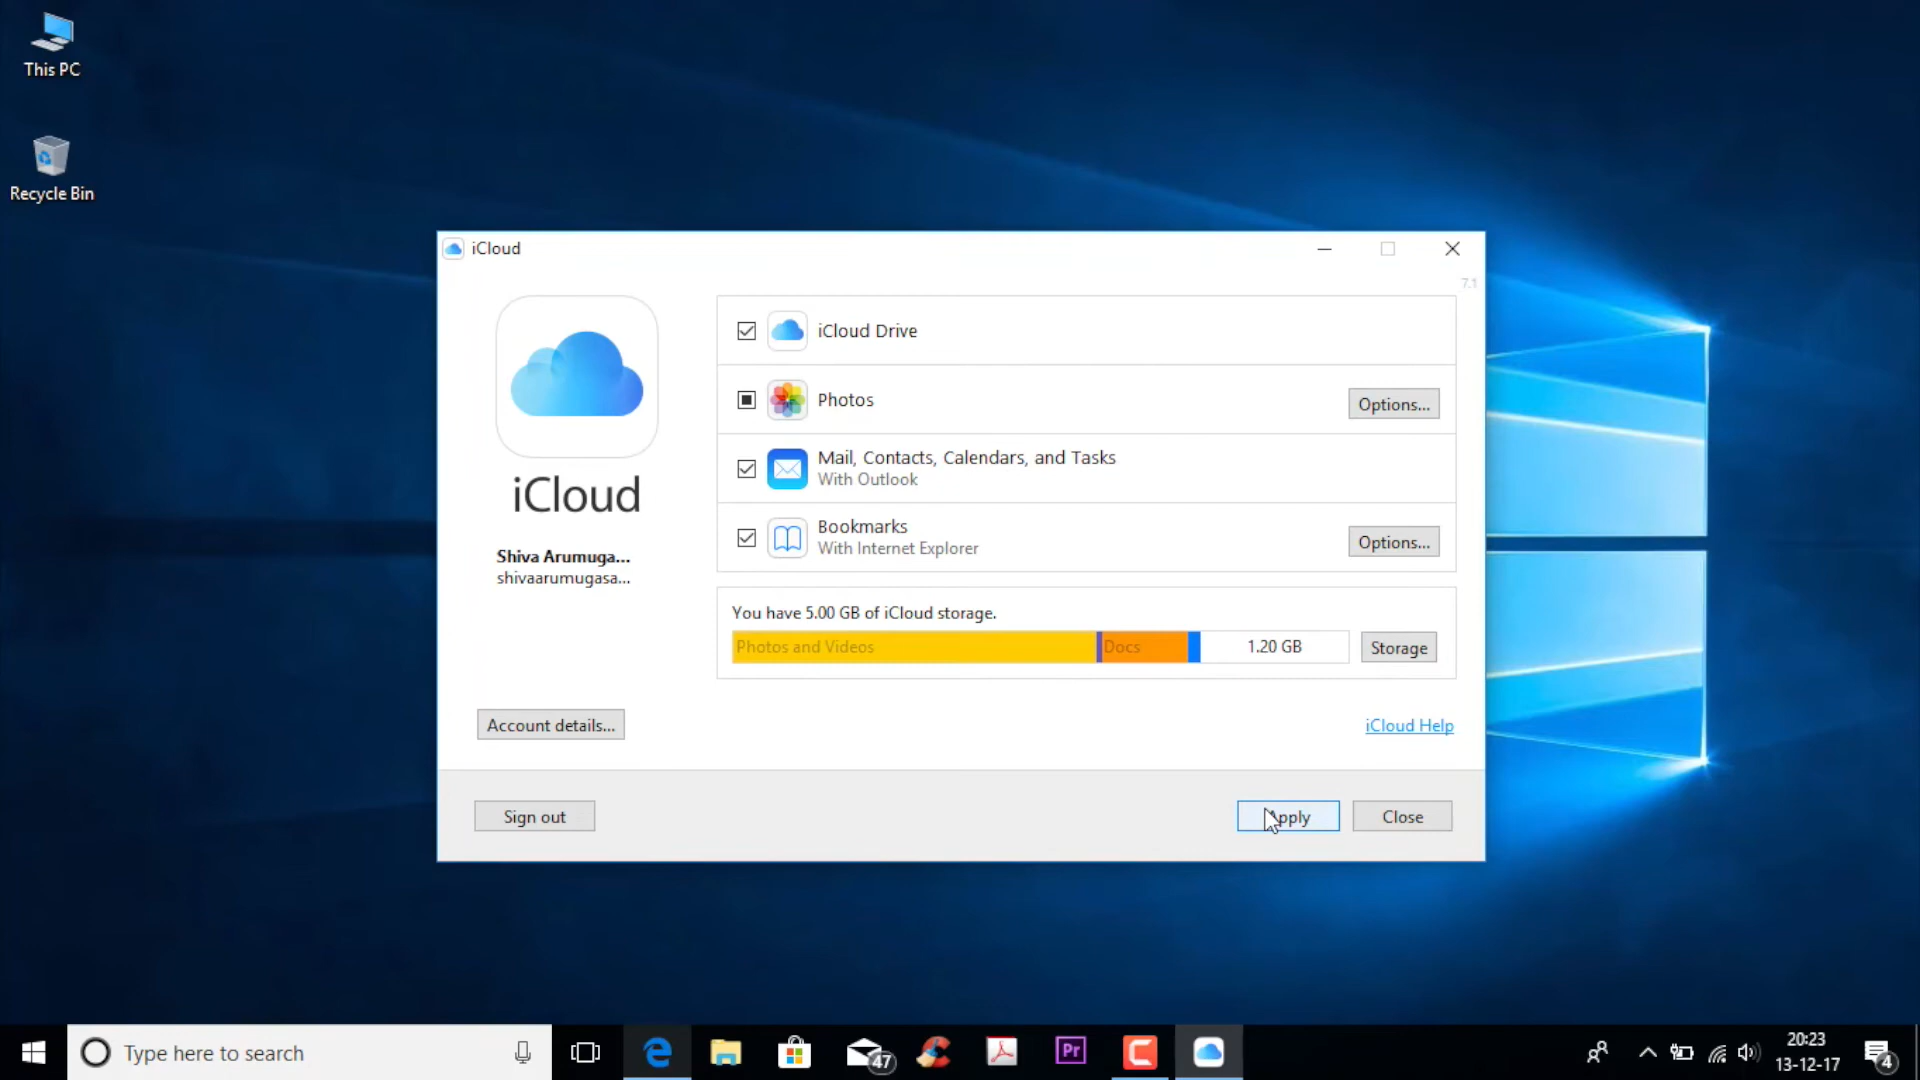 This PC
Recycle Bin
iCloud
7.1
iCloud
Shiva Arumuga...
shivaarumugasa...
iCloud Drive
Photos
Options...
Mail, Contacts, Calendars, and Tasks
With Outlook
Bookmarks
With Internet Explorer
Options...
You have 5.00 GB of iCloud storage.
Photos and Videos
Docs
1.20 GB
Storage
Account details...
iCloud Help
Sign out
Apply
Close
Type here to search
47
Pr
20:23
13-12-17
4